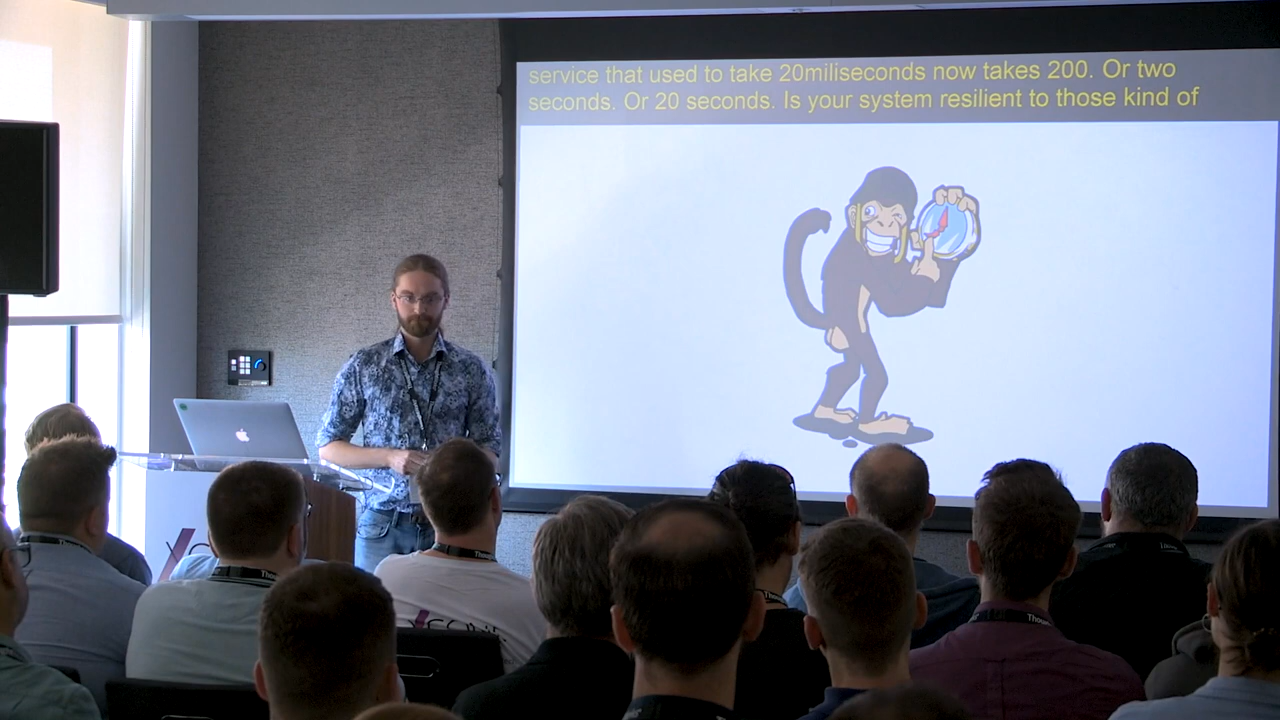 service that used to take 20miliseconds now takes 200. Or two
seconds. Or 20 seconds. Is your system resilient to those kind of